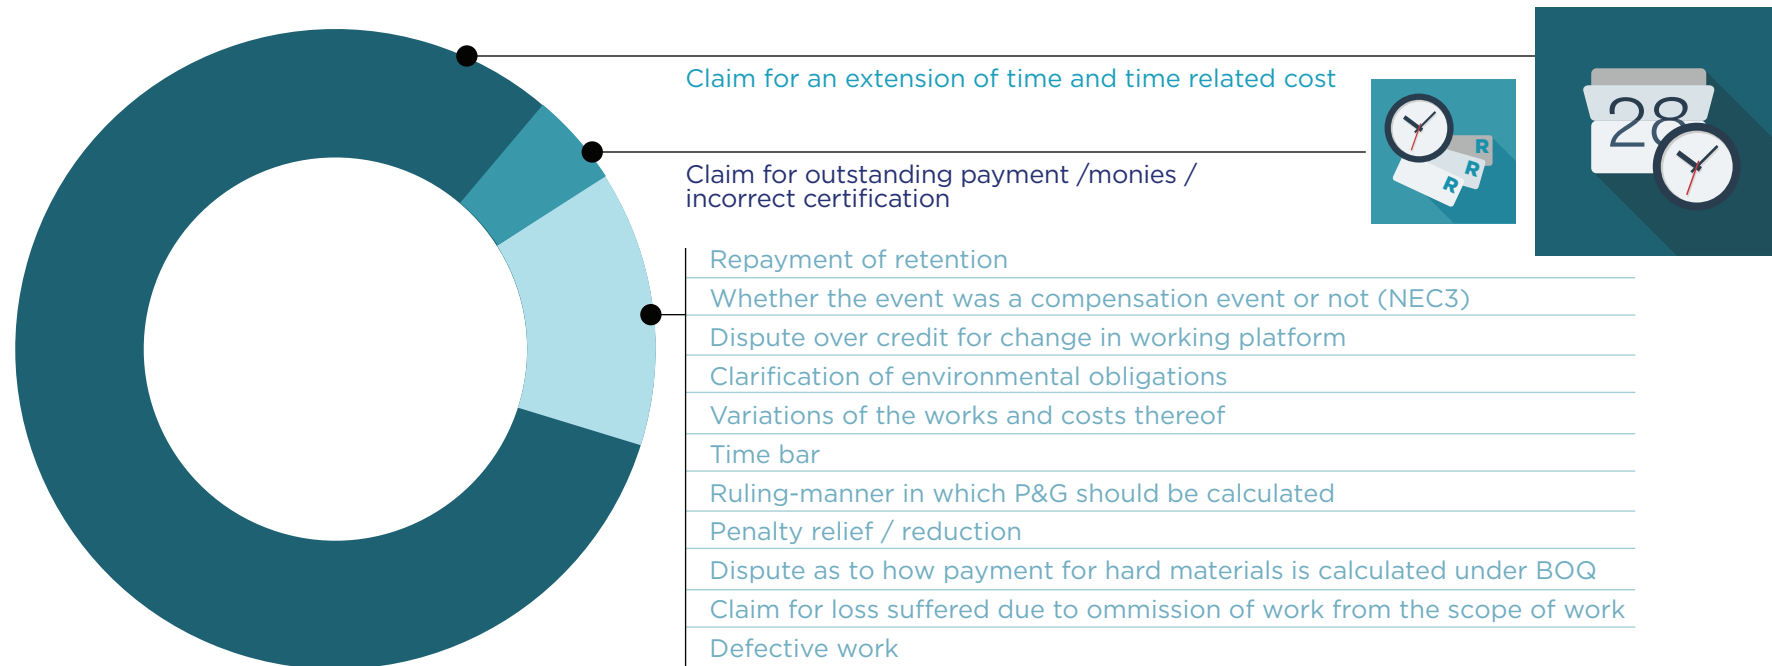 Claim for an extension of time and time related cost
28
R
R
R
Claim for outstanding payment /monies /
incorrect certification
Repayment of retention
Whether the event was a compensation event or not (NEC3)
Dispute over credit for change in working platform
Clarification of environmental obligations
Variations of the works and costs thereof
Time bar
Ruling-manner in which P&G should be calculated
Penalty relief / reduction
Dispute as to how payment for hard materials is calculated under BOQ
Claim for loss suffered due to ommission of work from the scope of work
Defective work